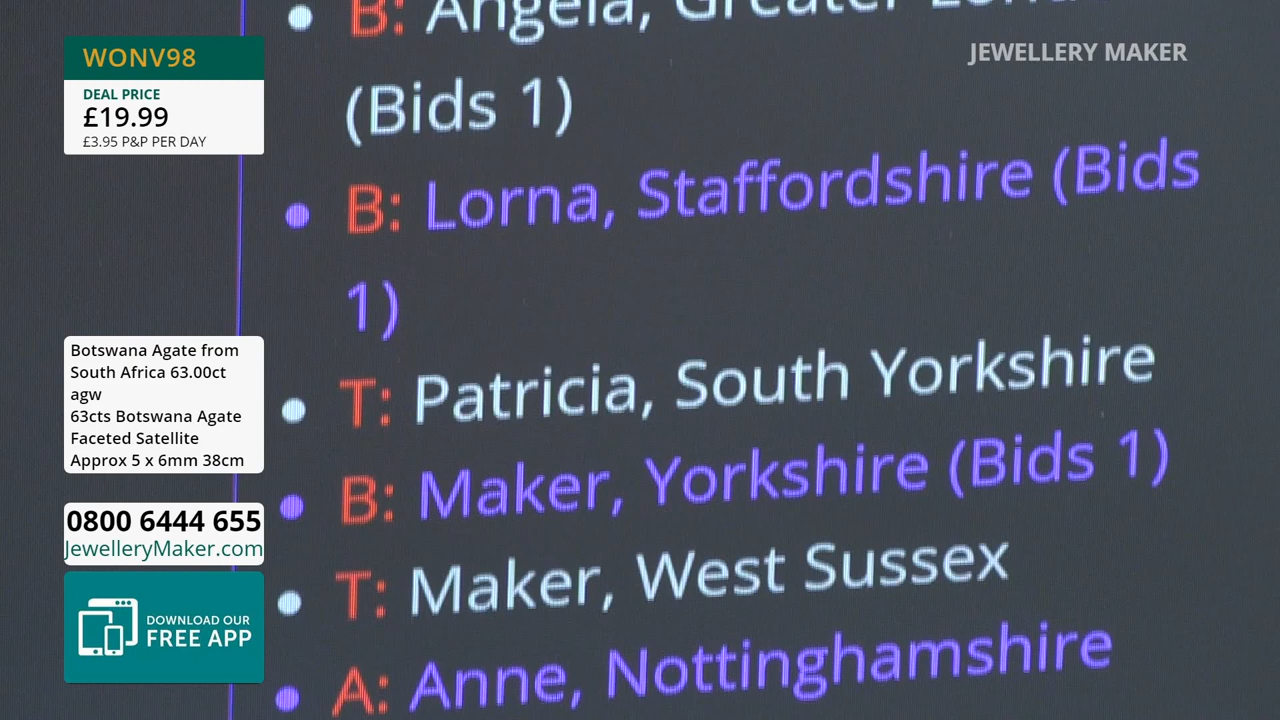 WONV98
DEAL PRICE
£19.99
£3.95 P&P PER DAY
JEWELLERY MAKER
B: Angela, Greater
(Bids 1)
B: Lorna, Staffordshire (Bids
1)
T: Patricia, South Yorkshire
B: Maker, Yorkshire (Bids 1)
T: Maker, West Sussex
A: Anne, Nottinghamshire
Botswana Agate from
South Africa 63.00ct
agw
63cts Botswana Agate
Faceted Satellite
Approx 5 x 6mm 38cm
0800 6444 655
JewelleryMaker.com
DOWNLOAD OUR
FREE APP